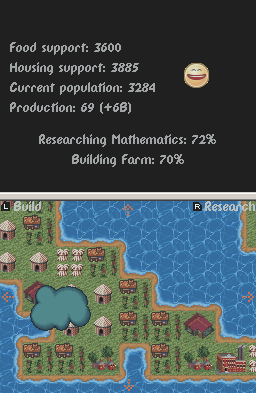 Food support: 3600
Housing support: 3885
Current population: 3284
Production: 69 (+6B)
Researching Mathematics: 72%
Building Farm: 70%
L Build
R Research